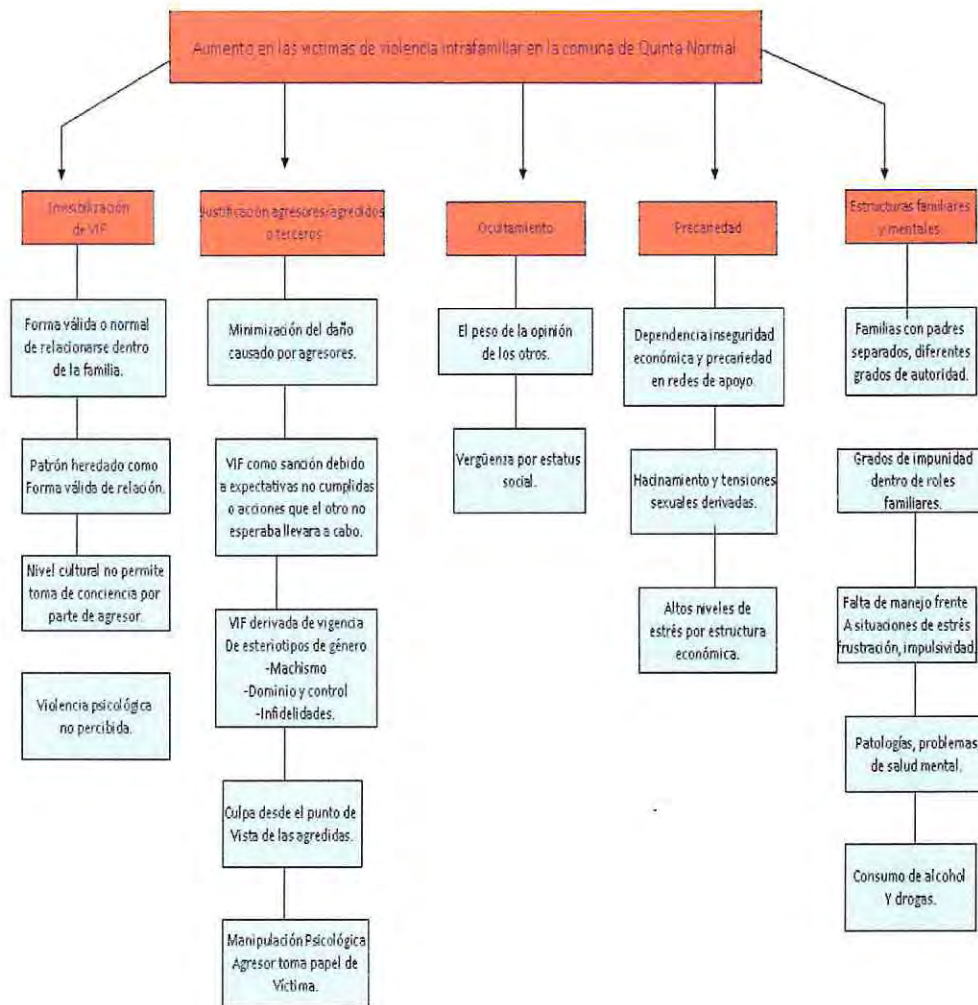 Aumento en las victimas de violencia intrafamiliar en la comuna de Quinta Normal
Invisibilización
de VIF
Justificación agresores/agredidos
o terceros
Ocultamiento
Precariedad
Estructuras familiares
y mentales
Forma válida o normal
de relacionarse dentro
de la familia.
Patrón heredado como
Forma válida de relación.
Nivel cultural no permite
toma de conciencia por
parte de agresor.
Violencia psicológica
no percibida.
Minimización del daño
causado por agresores.
VIF como sanción debido
a expectativas no cumplidas
o acciones que el otro no
esperaba llevara a cabo.
VIF derivada de vigencia
De esteriotipos de género
-Machismo
-Dominio y control
-Infidelidades.
Culpa desde el punto de
Vista de las agredidas.
Manipulación Psicológica
Agresor toma papel de
Víctima.
El peso de la opinión
de los otros.
Vergüenza por estatus
social.
Dependencia inseguridad
económica y precariedad
en redes de apoyo.
Hacinamiento y tensiones
sexuales derivadas.
Altos niveles de
estrés por estructura
económica.
Familias con padres
separados, diferentes
grados de autoridad.
Grados de impunidad
dentro de roles
familiares.
Falta de manejo frente
A situaciones de estrés
frustración, impulsividad.
Patologías, problemas
de salud mental.
Consumo de alcohol
Y drogas.